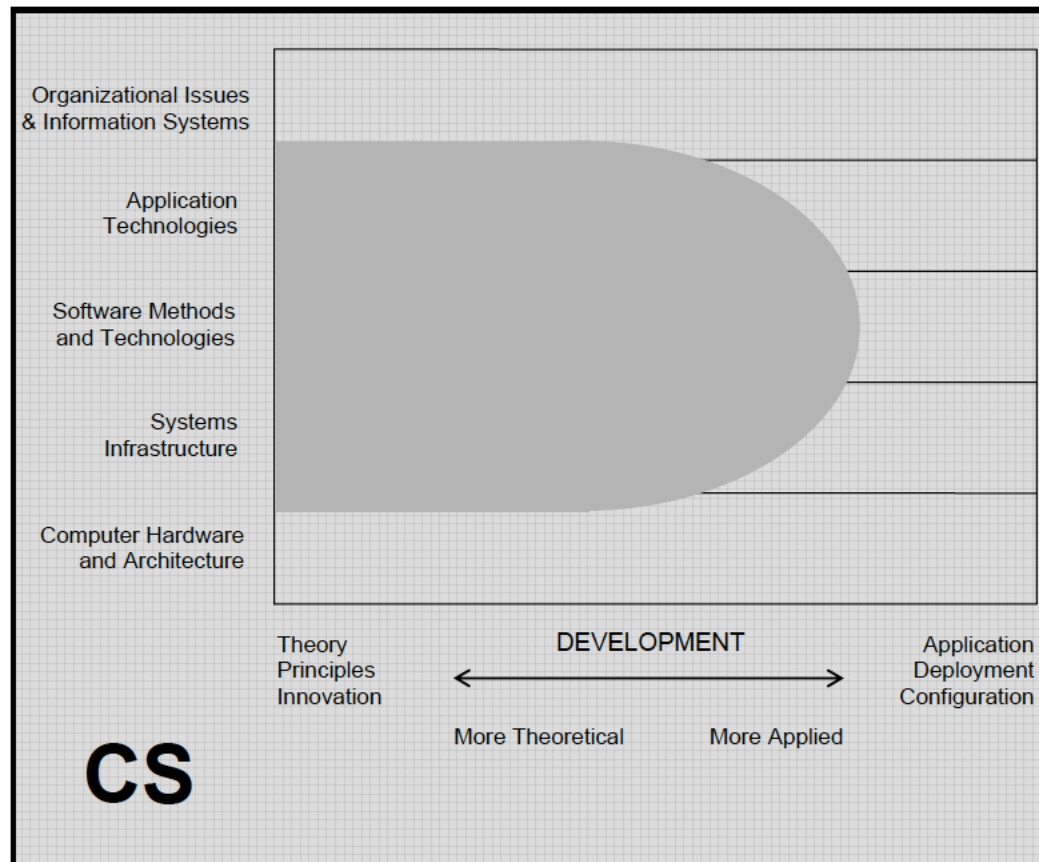 Organizational Issues
& Information Systems
Application
Technologies
Software Methods
and Technologies
Systems
Infrastructure
Computer Hardware
and Architecture
Theory
Principles
Innovation
DEVELOPMENT
More Theoretical
More Applied
Application
Deployment
Configuration
CS